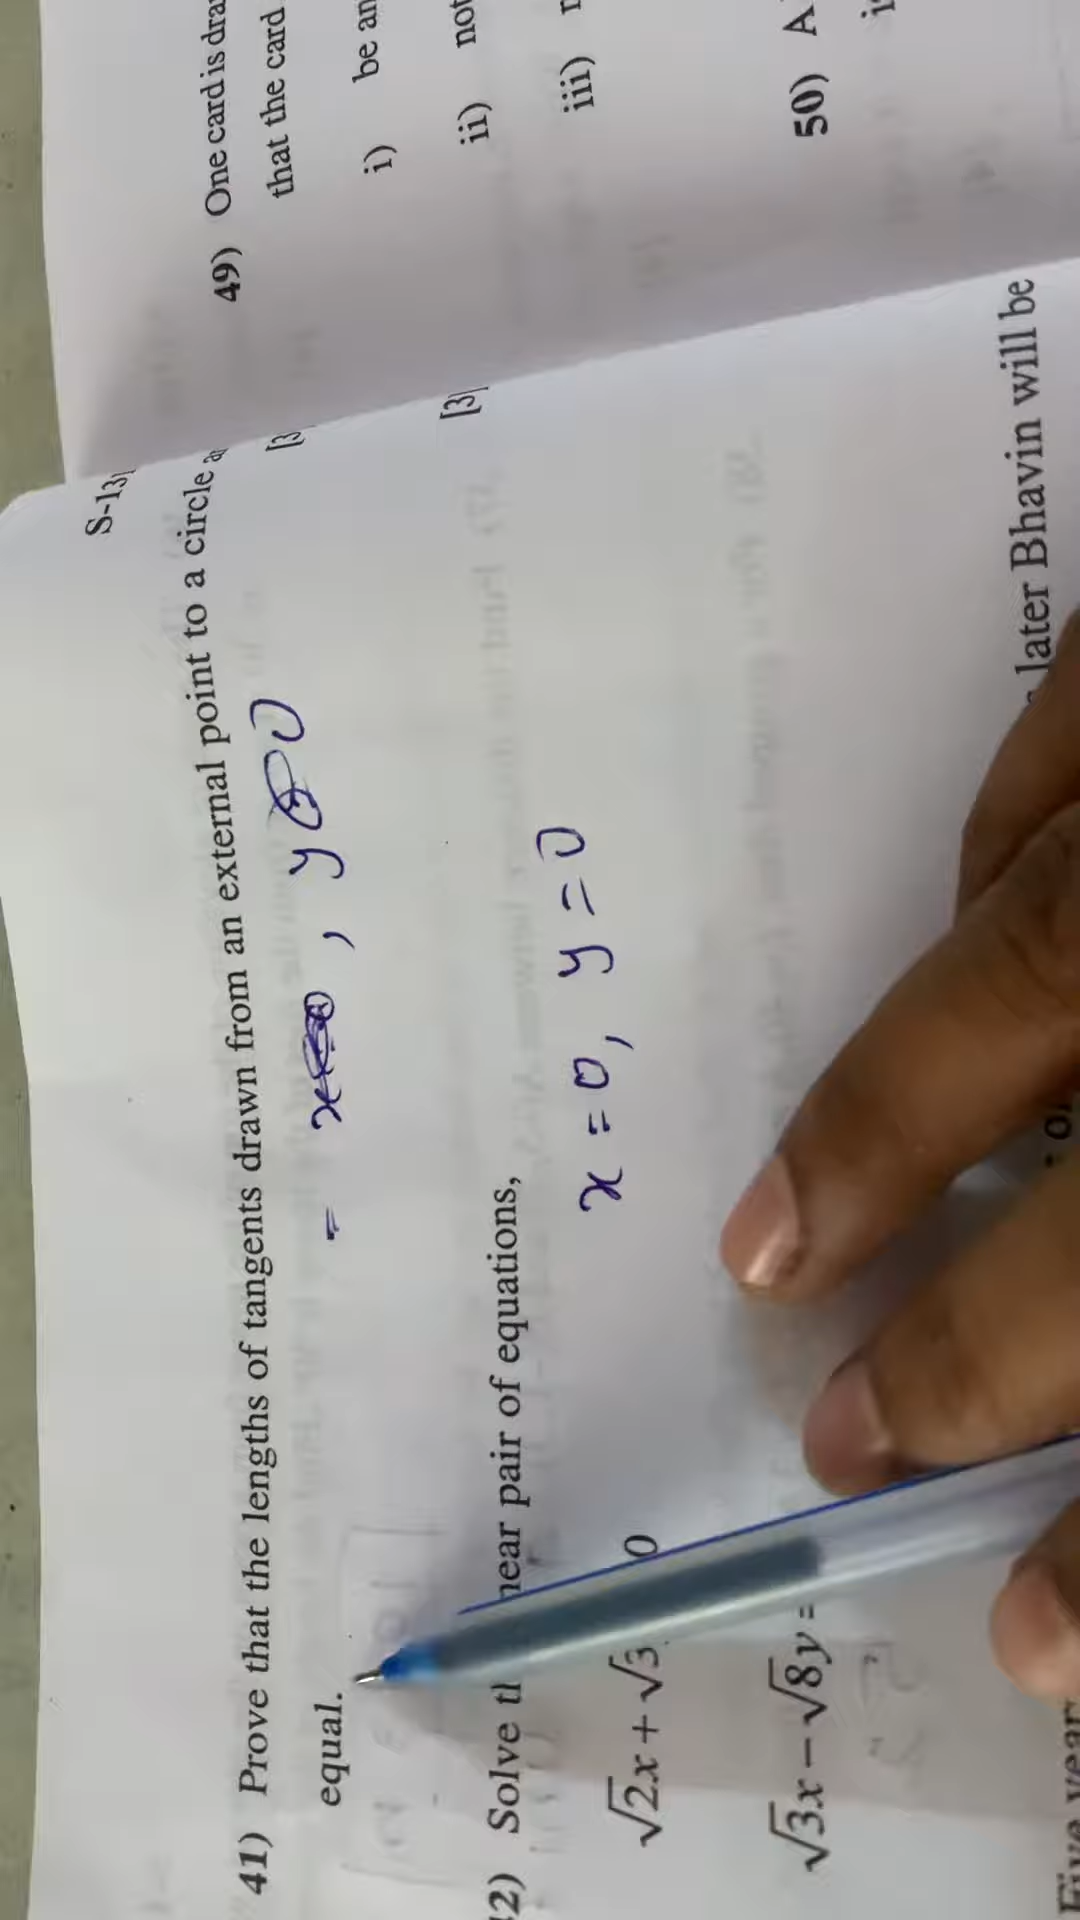 S-13
41) Prove that the lengths of tangents drawn from an external point to a circle
equal. [3
= x , y 0
42) Solve near pair of equations, [3]
x = 0, y = 0
√2x + √3 0
√3x − √8y =
later Bhavin will be
Five year
49) One card is
that the card
i) be an
ii) not
iii)
50) A